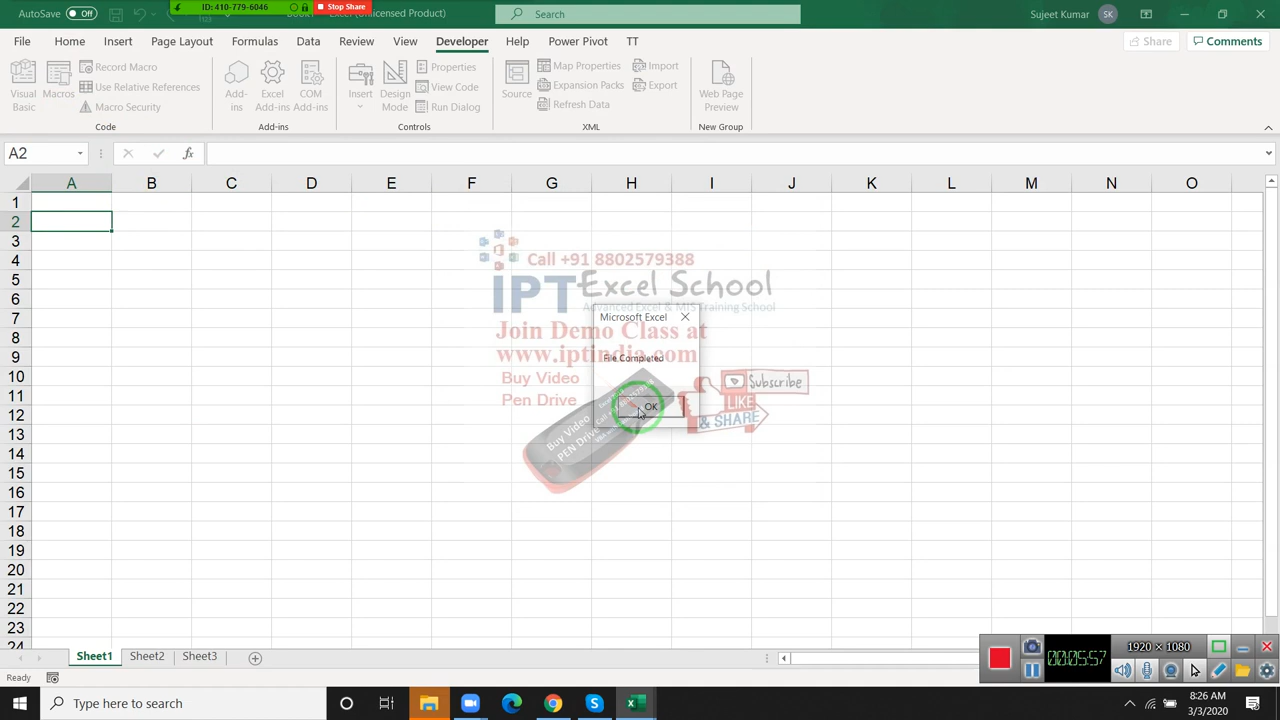 AutoSave Off
ID: 410-779-6046
Stop Share
Excel (Unlicensed Product)
Search
Sujeet Kumar
SK
File Home Insert Page Layout Formulas Data Review View Developer Help Power Pivot TT
Share
Comments
Visual Basic
Macros
Record Macro
Use Relative References
Macro Security
Code
Add-ins
Excel Add-ins
COM Add-ins
Add-ins
Insert
Design Mode
Properties
View Code
Run Dialog
Controls
Source
Map Properties
Expansion Packs
Refresh Data
Import
Export
XML
Web Page Preview
New Group
A2
fx
A B C D E F G H I J K L M N O
1
2
3
4
5
6
7
8
9
10
11
12
13
14
15
16
17
18
19
20
21
22
23
24
Call +91 8802579388
IPT Excel School
Advanced Excel & MIS Training School
Microsoft Excel
Join Demo Class at
www.iptindia.com
File Completed
Buy Video
Pen Drive
OK
Buy Video
PEN Drive
Subscribe
LIKE
& SHARE
Sheet1 Sheet2 Sheet3
Ready
00:05:57
1920 × 1080
Type here to search
8:26 AM
3/3/2020